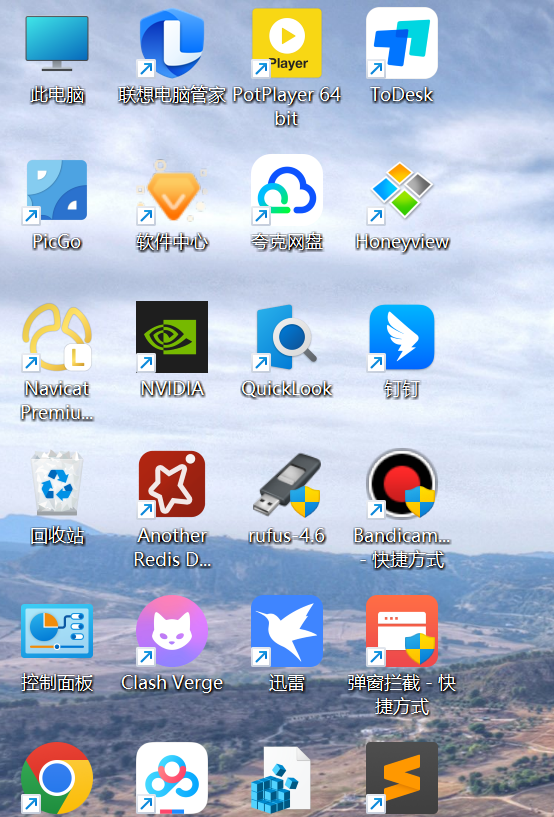 此电脑
联想电脑管家
Player
PotPlayer 64
bit
ToDesk
PicGo
软件中心
夸克网盘
Honeyview
L
Navicat
Premiu...
NVIDIA
QuickLook
钉钉
回收站
Another
Redis D...
rufus-4.6
Bandicam...
- 快捷方式
控制面板
Clash Verge
迅雷
弹窗拦截 - 快
捷方式